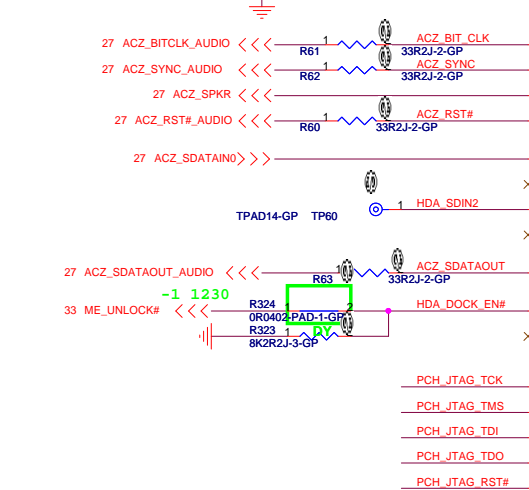 27 ACZ_BITCLK_AUDIO 1 R61 33R2J-2-GP ACZ_BIT_CLK
27 ACZ_SYNC_AUDIO 1 R62 33R2J-2-GP ACZ_SYNC
27 ACZ_SPKR
27 ACZ_RST#_AUDIO 1 R60 33R2J-2-GP ACZ_RST#
27 ACZ_SDATAIN0
TPAD14-GP TP60 1 HDA_SDIN2
27 ACZ_SDATAOUT_AUDIO 1 R63 33R2J-2-GP ACZ_SDATAOUT
-1 1230
33 ME_UNLOCK# R324 1 2 HDA_DOCK_EN#
0R0402-PAD-1-GP
R323 1 DY
8K2R2J-3-GP
PCH_JTAG_TCK
PCH_JTAG_TMS
PCH_JTAG_TDI
PCH_JTAG_TDO
PCH_JTAG_RST#